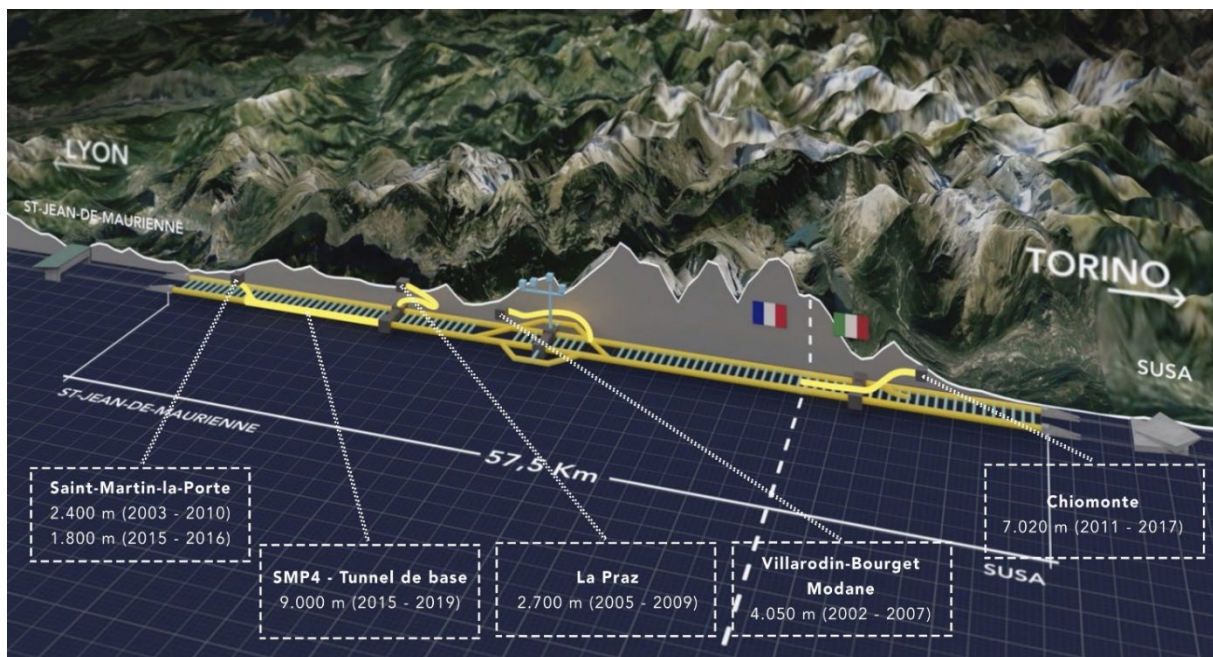 LYON
ST-JEAN-DE-MAURIENNE
TORINO
SUSA
ST-JEAN-DE-MAURIENNE
57,5 Km
SUSA
Saint-Martin-la-Porte
2.400 m (2003 - 2010)
1.800 m (2015 - 2016)
SMP4 - Tunnel de base
9.000 m (2015 - 2019)
La Praz
2.700 m (2005 - 2009)
Villarodin-Bourget
Modane
4.050 m (2002 - 2007)
Chiomonte
7.020 m (2011 - 2017)